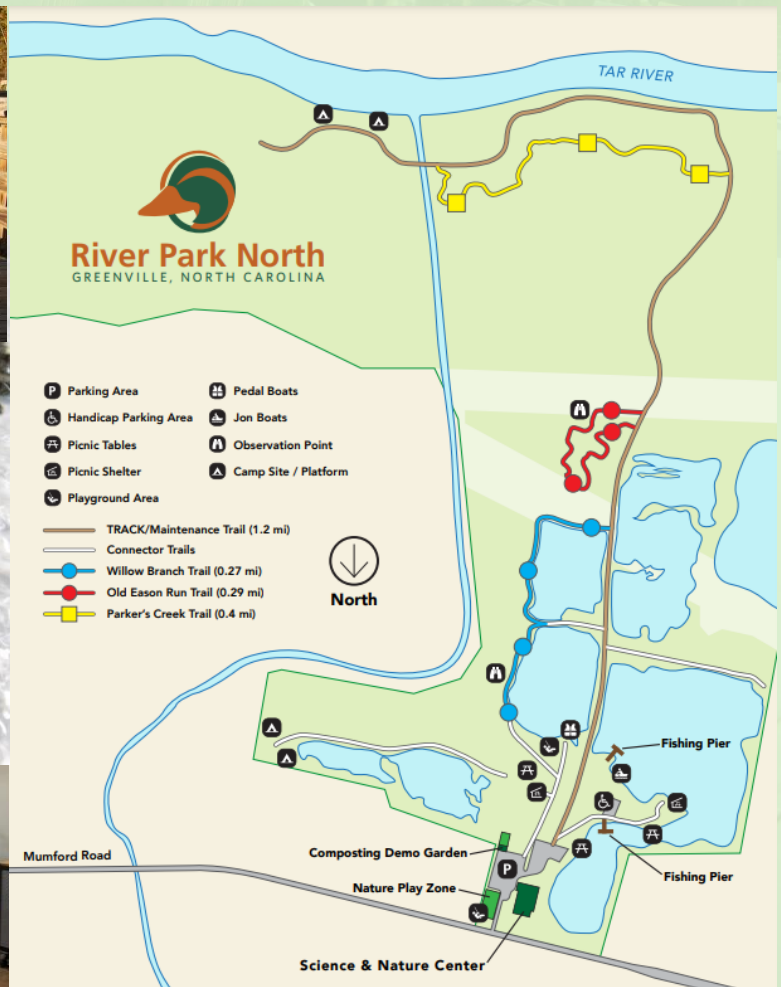 TAR RIVER
River Park North
GREENVILLE, NORTH CAROLINA
P Parking Area
Handicap Parking Area
Picnic Tables
Picnic Shelter
Playground Area
Pedal Boats
Jon Boats
Observation Point
Camp Site / Platform
TRACK/Maintenance Trail (1.2 mi)
Connector Trails
Willow Branch Trail (0.27 mi)
Old Eason Run Trail (0.29 mi)
Parker's Creek Trail (0.4 mi)
North
Fishing Pier
Mumford Road
Composting Demo Garden
P
Nature Play Zone
Fishing Pier
Science & Nature Center